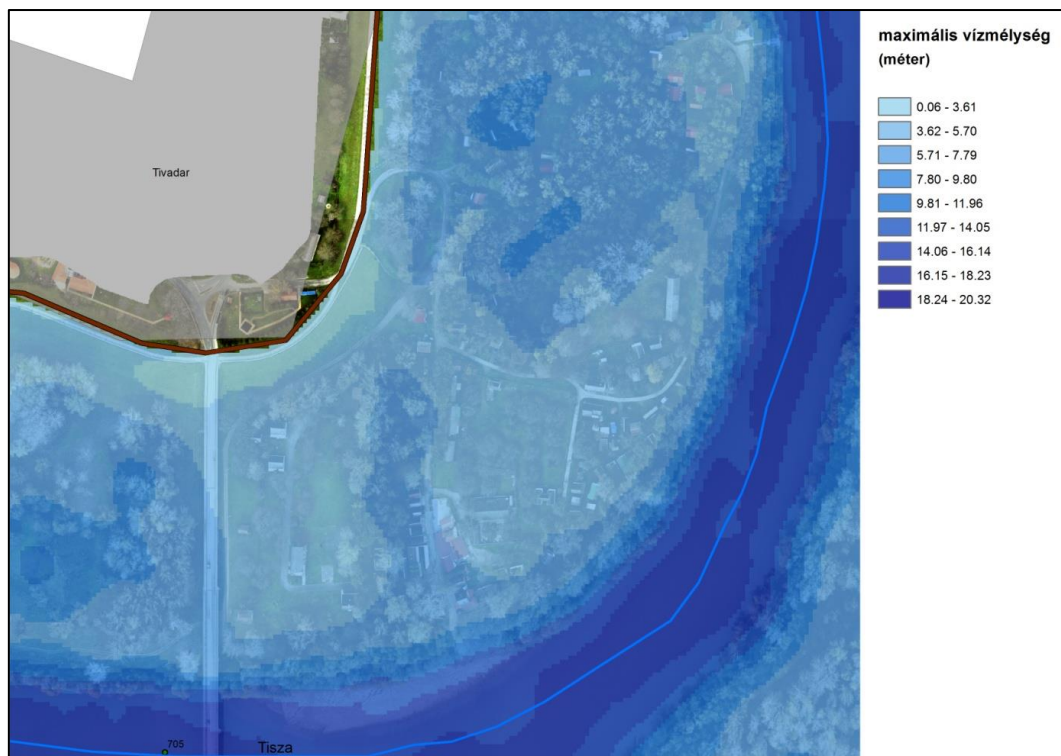 maximális vízmélység
(méter)
0.06 - 3.61
3.62 - 5.70
5.71 - 7.79
7.80 - 9.80
9.81 - 11.96
11.97 - 14.05
14.06 - 16.14
16.15 - 18.23
18.24 - 20.32
Tivadar
705
Tisza